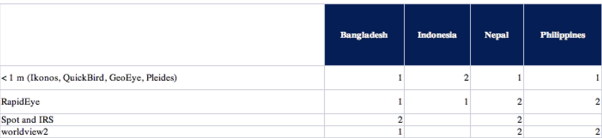 Bangladesh Indonesia Nepal Philippines
< 1 m (Ikonos, QuickBird, GeoEye, Pleides) 1 2 1 1
RapidEye 1 1 2 2
Spot and IRS 2 2
worldview2 1 2 2